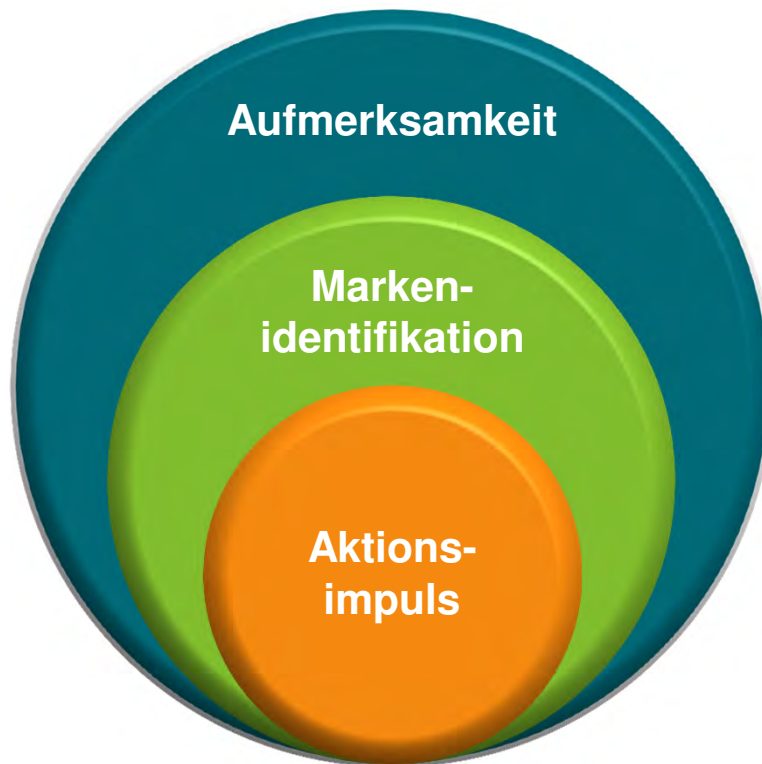 Aufmerksamkeit
Marken-
identifikation
Aktions-
impuls